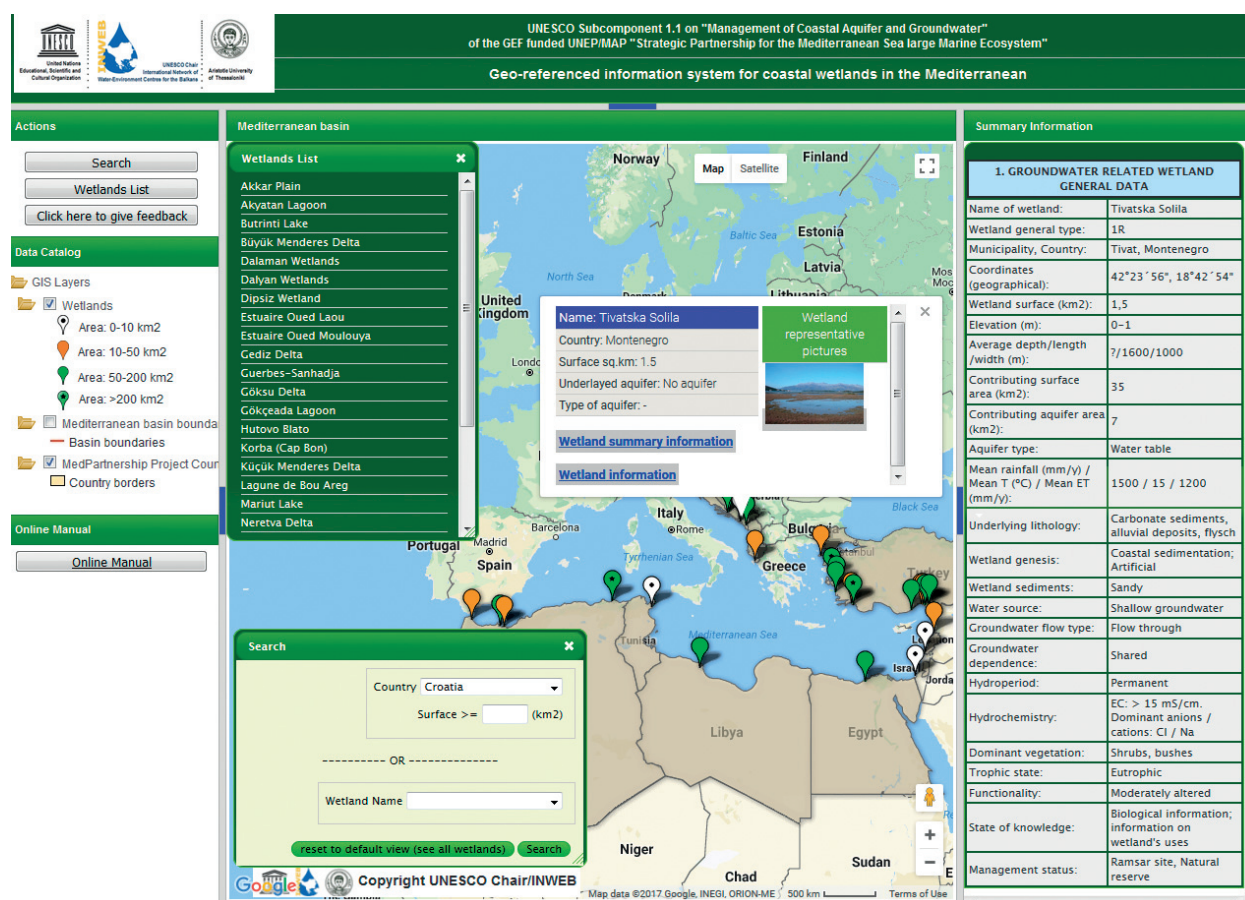 UNESCO Subcomponent 1.1 on "Management of Coastal Aquifer and Groundwater"
of the GEF funded UNEP/MAP "Strategic Partnership for the Mediterranean Sea large Marine Ecosystem"
Geo-referenced information system for coastal wetlands in the Mediterranean
UNESCO
United Nations
Educational, Scientific and
Cultural Organization
INWEB
UNESCO Chair
International Network of
Water-Environment Centres for the Balkans
Aristotle University
of Thessaloniki
Actions
Search
Wetlands List
Click here to give feedback
Data Catalog
GIS Layers
Wetlands
Area: 0-10 km2
Area: 10-50 km2
Area: 50-200 km2
Area: >200 km2
Mediterranean basin bounda
Basin boundaries
MedPartnership Project Coun
Country borders
Online Manual
Online Manual
Mediterranean basin
Wetlands List
Akkar Plain
Akyatan Lagoon
Butrinti Lake
Büyük Menderes Delta
Dalaman Wetlands
Dalyan Wetlands
Dipsiz Wetland
Estuaire Oued Laou
Estuaire Oued Moulouya
Gediz Delta
Guerbes-Sanhadja
Göksu Delta
Gökçeada Lagoon
Hutovo Blato
Korba (Cap Bon)
Küçük Menderes Delta
Lagune de Bou Areg
Mariut Lake
Neretva Delta
Map Satellite
Norway
Finland
Baltic Sea
Estonia
Latvia
Mos
Lithuania
North Sea
Denmark
United
Kingdom
Name: Tivatska Solila
Country: Montenegro
Surface sq.km: 1.5
Underlayed aquifer: No aquifer
Type of aquifer: -
Wetland summary information
Wetland information
Wetland
representative
pictures
Italy
Rome
Barcelona
Madrid
Portugal
Spain
Tyrrhenian Sea
Greece
Black Sea
Turkey
Mediterranean Sea
Tunisia
Libya
Egypt
Niger
Chad
Sudan
Search
Country Croatia
Surface >= (km2)
---------- OR --------------
Wetland Name
reset to default view (see all wetlands) Search
Google
Copyright UNESCO Chair/INWEB
Map data ©2017 Google, INEGI, ORION-ME 500 km Terms of Use
Summary Information
1. GROUNDWATER RELATED WETLAND
GENERAL DATA
Name of wetland: Tivatska Solila
Wetland general type: 1R
Municipality, Country: Tivat, Montenegro
Coordinates
(geographical): 42°23´56", 18°42´54"
Wetland surface (km2): 1,5
Elevation (m): 0-1
Average depth/length
/width (m): ?/1600/1000
Contributing surface
area (km2): 35
Contributing aquifer area
(km2): 7
Aquifer type: Water table
Mean rainfall (mm/y) /
Mean T (ºC) / Mean ET
(mm/y): 1500 / 15 / 1200
Underlying lithology: Carbonate sediments,
alluvial deposits, flysch
Wetland genesis: Coastal sedimentation;
Artificial
Wetland sediments: Sandy
Water source: Shallow groundwater
Groundwater flow type: Flow through
Groundwater
dependence: Shared
Hydroperiod: Permanent
Hydrochemistry: EC: > 15 mS/cm.
Dominant anions /
cations: Cl / Na
Dominant vegetation: Shrubs, bushes
Trophic state: Eutrophic
Functionality: Moderately altered
State of knowledge: Biological information;
information on
wetland's uses
Management status: Ramsar site, Natural
reserve